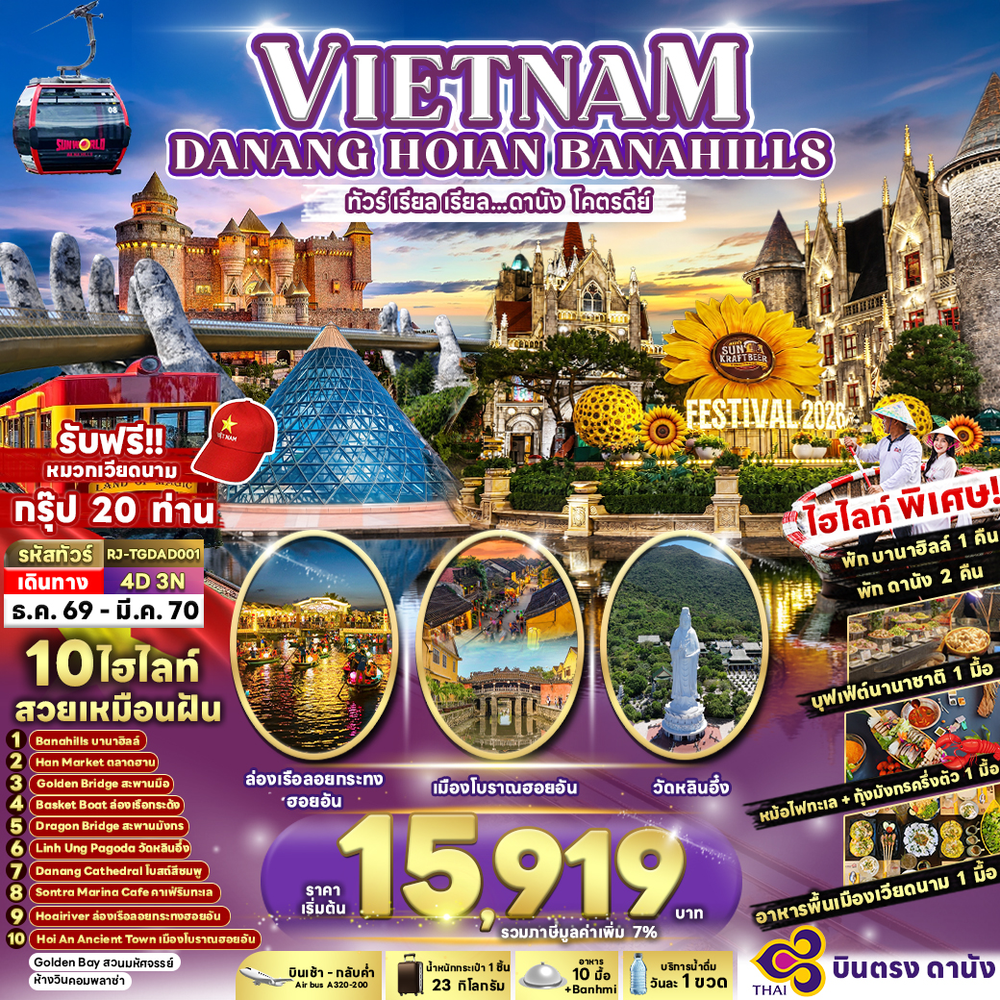 08
SUNWORLD
BA NA HILLS
VIETNAM
DANANG HOIAN BANAHILLS
ทัวร์ เรียล เรียล...ดานัง โคตรดีย์
SUN
KRAFTBEER
FESTIVAL 2026
รับฟรี!!
หมวกเวียดนาม
VIET NAM
LAND OF MAGIC
กรุ๊ป 20 ท่าน
ไฮไลท์ พิเศษ!
พัก บานาฮิลล์ 1 คืน
พัก ดานัง 2 คืน
รหัสทัวร์ RJ-TGDAD001
เดินทาง 4D 3N
ธ.ค. 69 - มี.ค. 70
10 ไฮไลท์
สวยเหมือนฝัน
1 Banahills บานาฮิลล์
2 Han Market ตลาดฮาน
3 Golden Bridge สะพานมือ
4 Basket Boat ล่องเรือกระด้ง
5 Dragon Bridge สะพานมังกร
6 Linh Ung Pagoda วัดหลินอึ๋ง
7 Danang Cathedral โบสถ์สีชมพู
8 Sontra Marina Cafe คาเฟ่ริมทะเล
9 Hoairiver ล่องเรือลอยกระทงฮอยอัน
10 Hoi An Ancient Town เมืองโบราณฮอยอัน
Golden Bay สวนมหัศจรรย์
ห้างวินคอมพลาซ่า
ล่องเรือลอยกระทง
ฮอยอัน
เมืองโบราณฮอยอัน
วัดหลินอึ๋ง
บุฟเฟ่ต์นานาชาติ 1 มื้อ
หม้อไฟทะเล + กุ้งมังกรครึ่งตัว 1 มื้อ
อาหารพื้นเมืองเวียดนาม 1 มื้อ
ราคา
เริ่มต้น
15,919
บาท
รวมภาษีมูลค่าเพิ่ม 7%
บินเช้า - กลับค่ำ
Air bus A320-200
น้ำหนักกระเป๋า 1 ชิ้น
23 กิโลกรัม
อาหาร
10 มื้อ
+Banhmi
บริการน้ำดื่ม
วันละ 1 ขวด
THAI
บินตรง ดานัง